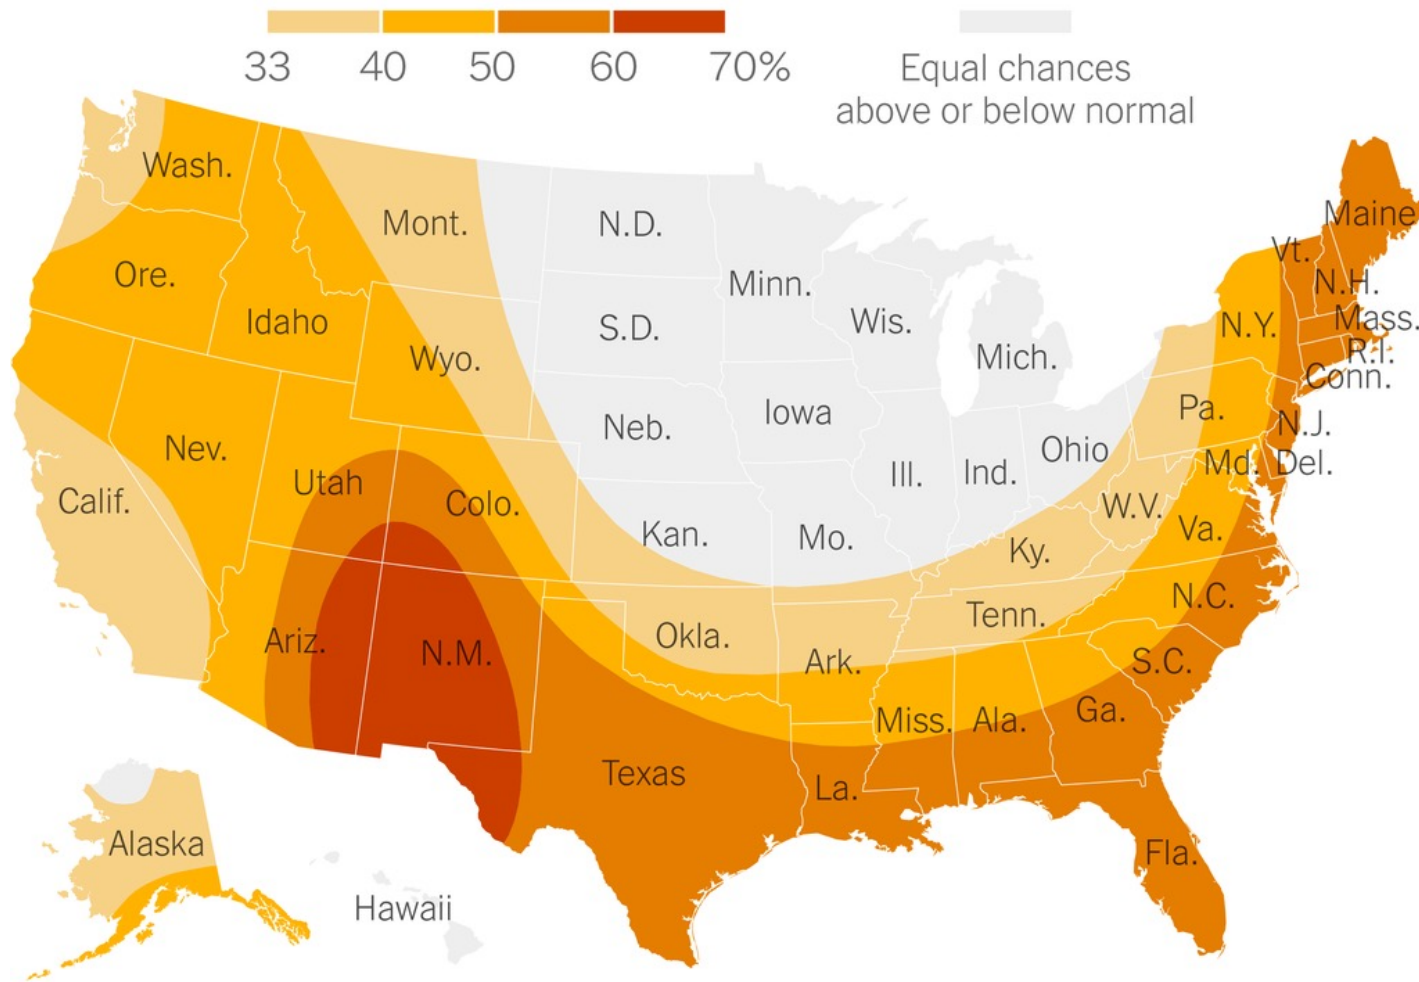 33 40 50 60 70%
Equal chances
above or below normal
Wash.
Mont.
N.D.
Minn.
Maine
Vt.
N.H.
Ore.
Idaho
Wyo.
S.D.
Wis.
Mich.
N.Y.
Mass.
R.I.
Conn.
Nev.
Utah
Colo.
Neb.
Iowa
Ill.
Ind.
Ohio
Pa.
N.J.
Md.
Del.
Calif.
Kan.
Mo.
Ky.
W.V.
Va.
Ariz.
N.M.
Okla.
Ark.
Tenn.
N.C.
S.C.
Texas
La.
Miss.
Ala.
Ga.
Fla.
Alaska
Hawaii